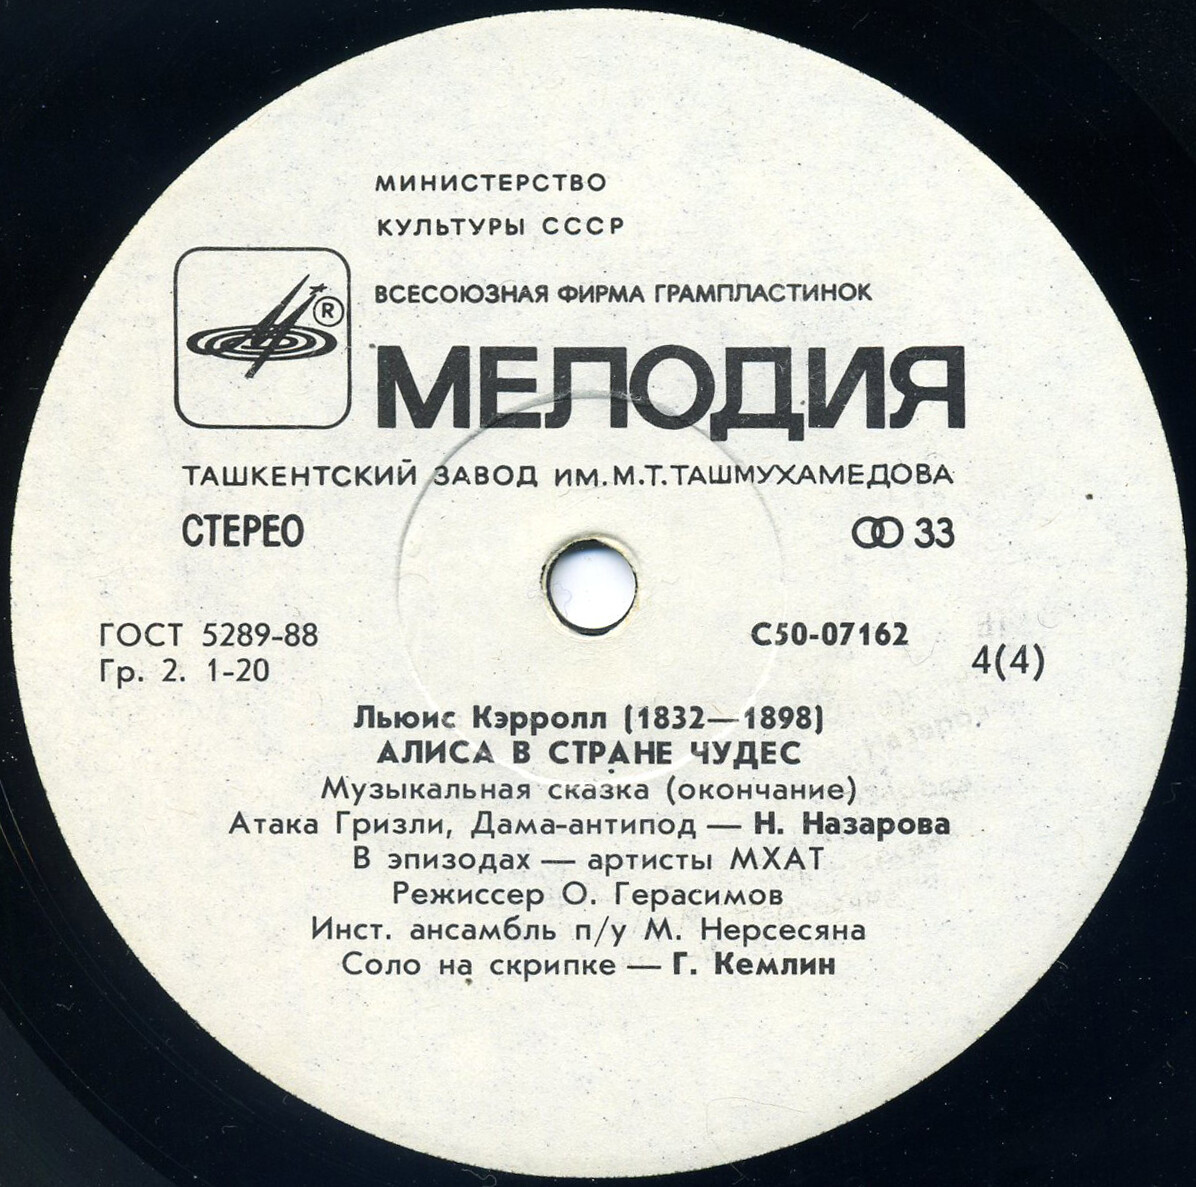 МИНИСТЕРСТВО
КУЛЬТУРЫ СССР
®
ВСЕСОЮЗНАЯ ФИРМА ГРАМПЛАСТИНОК
МЕЛОДИЯ
ТАШКЕНТСКИЙ ЗАВОД ИМ. М.Т. ТАШМУХАМЕДОВА
СТЕРЕО
33
ГОСТ 5289-88
С50-07162
Гр. 2. 1-20
4(4)
Льюис Кэрролл (1832—1898)
АЛИСА В СТРАНЕ ЧУДЕС
Музыкальная сказка (окончание)
Атака Гризли, Дама-антипод — Н. Назарова
В эпизодах — артисты МХАТ
Режиссер О. Герасимов
Инст. ансамбль п/у М. Нерсесяна
Соло на скрипке — Г. Кемлин